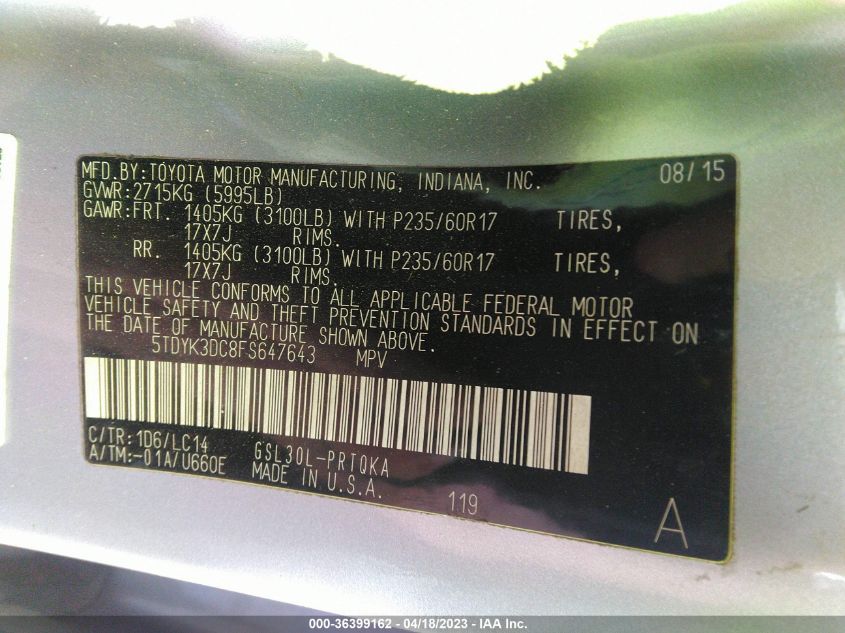 MFD.BY:TOYOTA MOTOR MANUFACTURING, INDIANA, INC. 08/15
GVWR:2715KG (5995LB)
GAWR:FRT. 1405KG (3100LB) WITH P235/60R17 TIRES,
17X7J RIMS.
RR. 1405KG (3100LB) WITH P235/60R17 TIRES,
17X7J RIMS.
THIS VEHICLE CONFORMS TO ALL APPLICABLE FEDERAL MOTOR
VEHICLE SAFETY AND THEFT PREVENTION STANDARDS IN EFFECT ON
THE DATE OF MANUFACTURE SHOWN ABOVE.
5TDYK3DC8FS647643 MPV
C/TR:1D6/LC14 GSL30L-PRTQKA
A/TM:-01A/U660E MADE IN U.S.A.
119
A
000-36399162 - 04/18/2023 - IAA Inc.